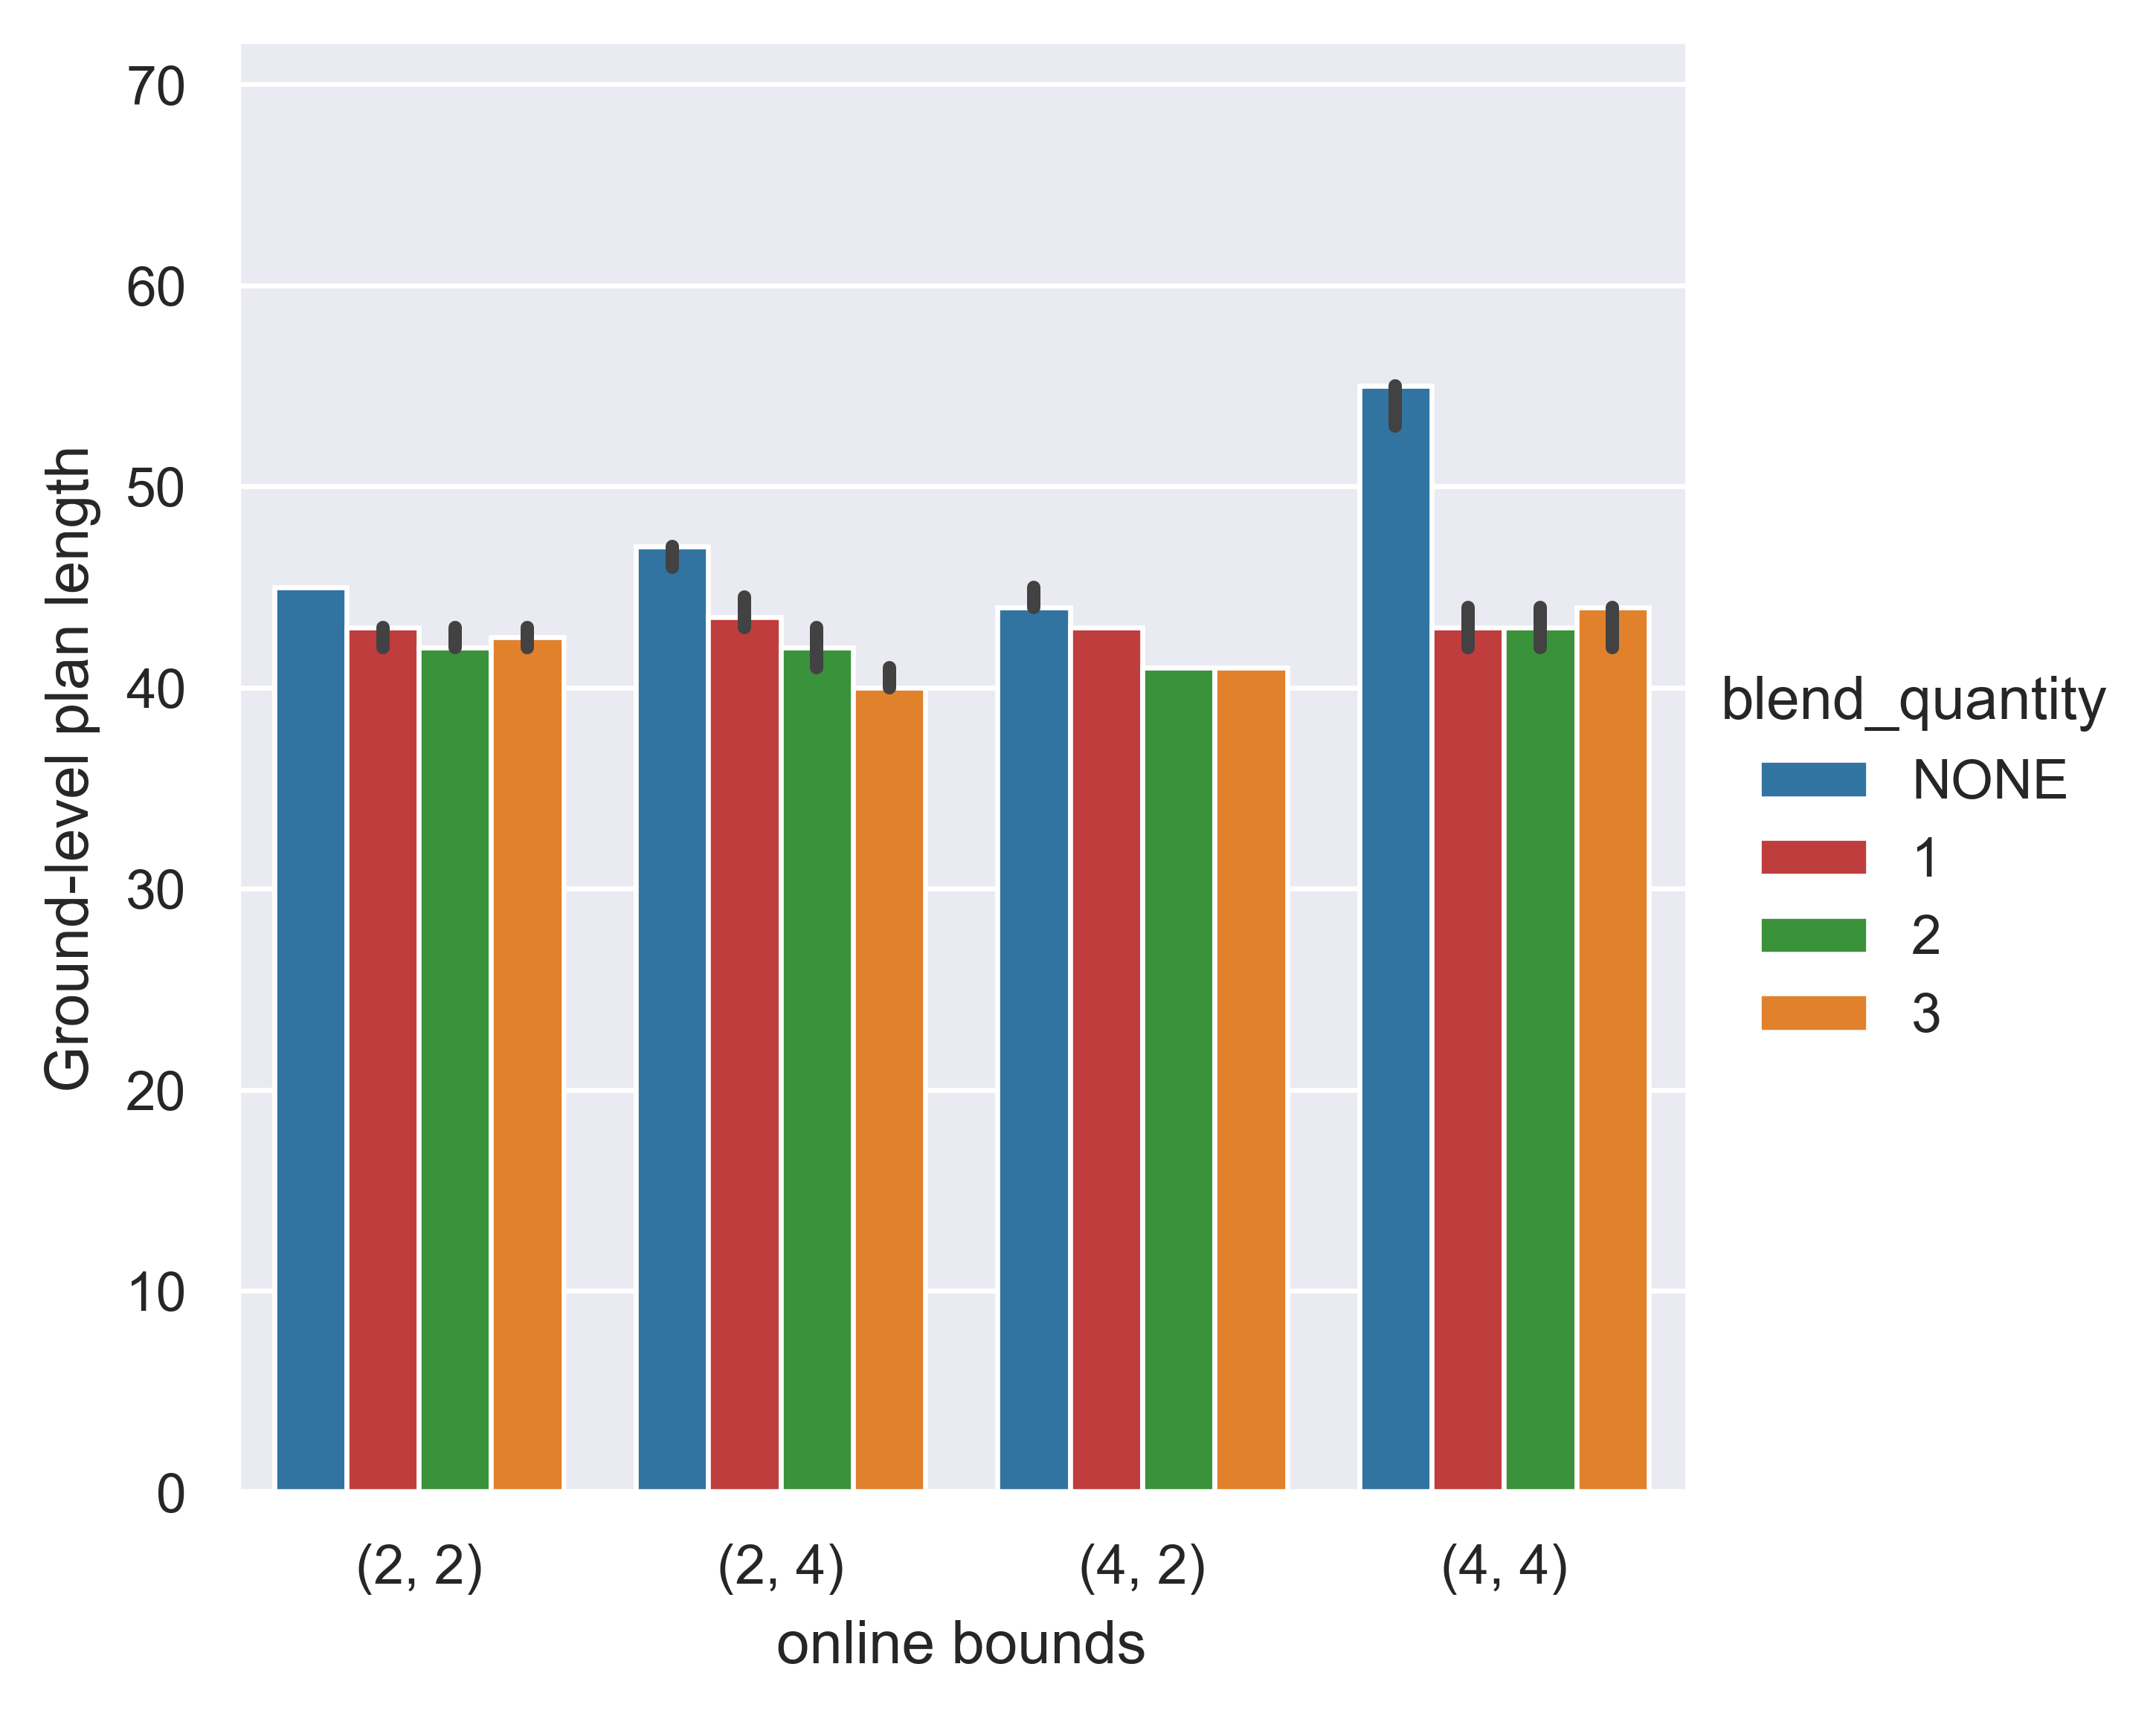 70
60
50
40
30
20
10
0
Ground-level plan length
(2, 2) (2, 4) (4, 2) (4, 4)
online bounds
blend_quantity
NONE
1
2
3